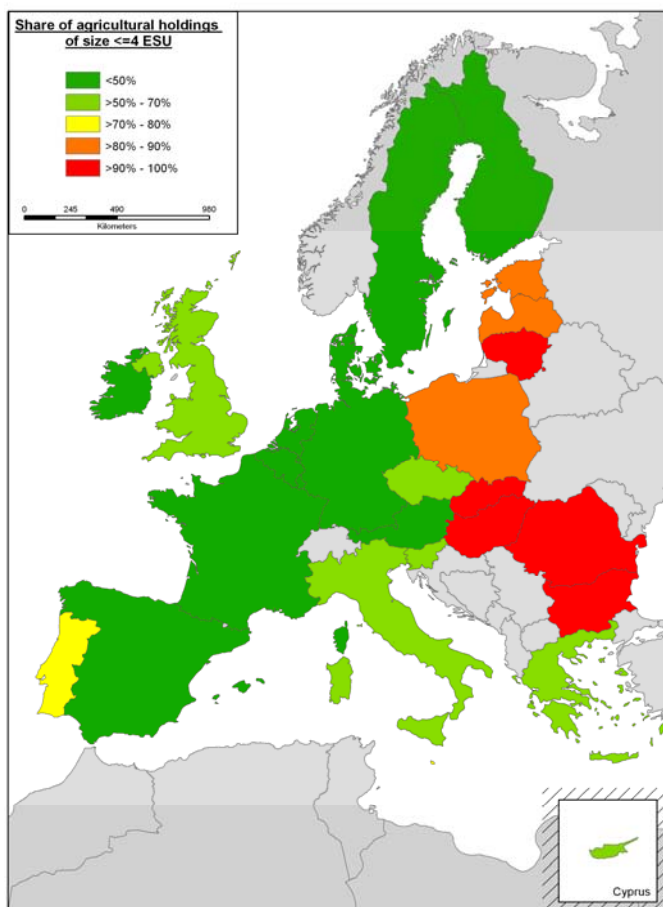 Share of agricultural holdings
of size <=4 ESU
<50%
>50% - 70%
>70% - 80%
>80% - 90%
>90% - 100%
0 245 490 980
Kilometers
Cyprus